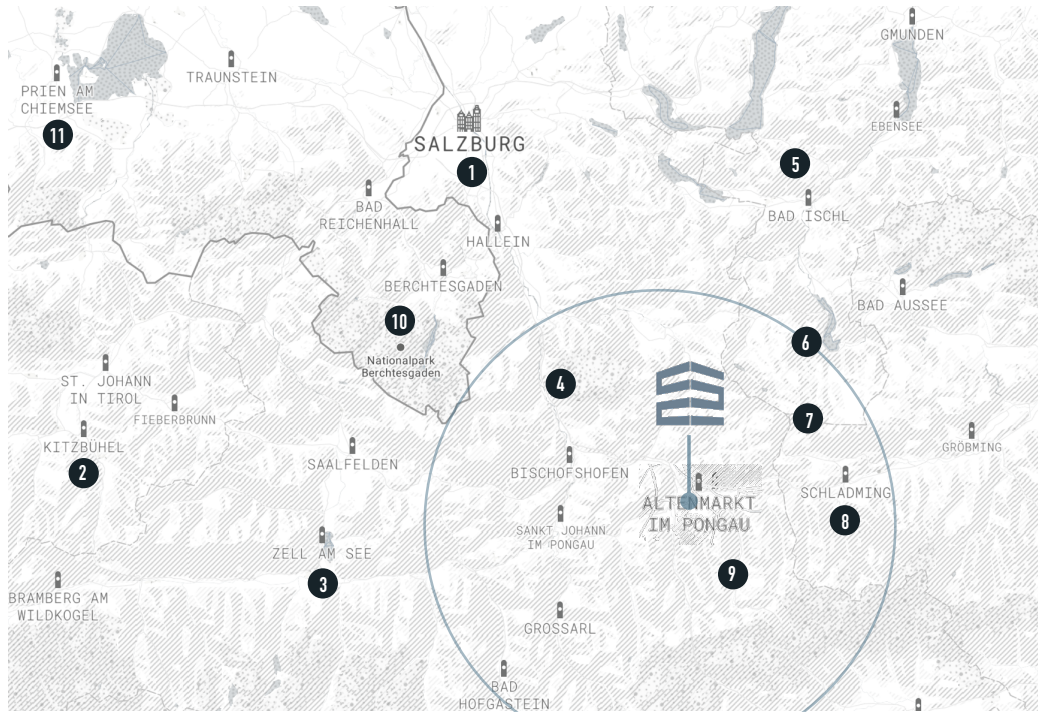 GMUNDEN
TRAUNSTEIN
PRIEN AM
CHIEMSEE
11
EBENSEE
SALZBURG
1
5
BAD
REICHENHALL
BAD ISCHL
HALLEIN
BERCHTESGADEN
BAD AUSSEE
10
Nationalpark
Berchtesgaden
6
ST. JOHANN
IN TIROL
4
FIEBERBRUNN
7
KITZBÜHEL
2
SAALFELDEN
BISCHOFSHOFEN
GRÖBMING
SCHLADMING
8
ALTENMARKT
IM PONGAU
SANKT JOHANN
IM PONGAU
ZELL AM SEE
3
9
BRAMBERG AM
WILDKOGEL
GROSSARL
BAD
HOFGASTEIN